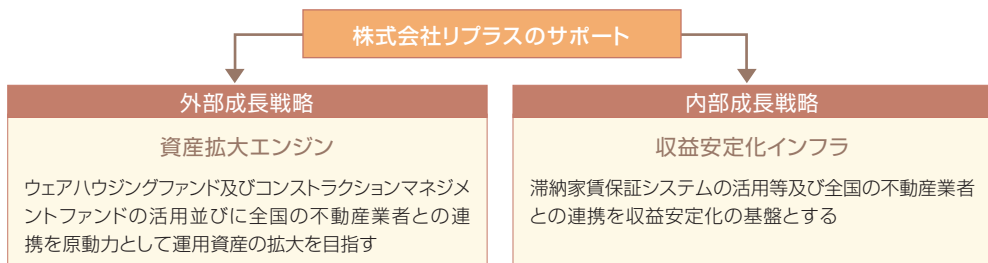 株式会社リプラスのサポート
外部成長戦略
資産拡大エンジン
ウェアハウジングファンド及びコンストラクションマネジメ
ントファンドの活用並びに全国の不動産業者との連
携を原動力として運用資産の拡大を目指す
内部成長戦略
収益安定化インフラ
滞納家賃保証システムの活用等及び全国の不動産業者
との連携を収益安定化の基盤とする